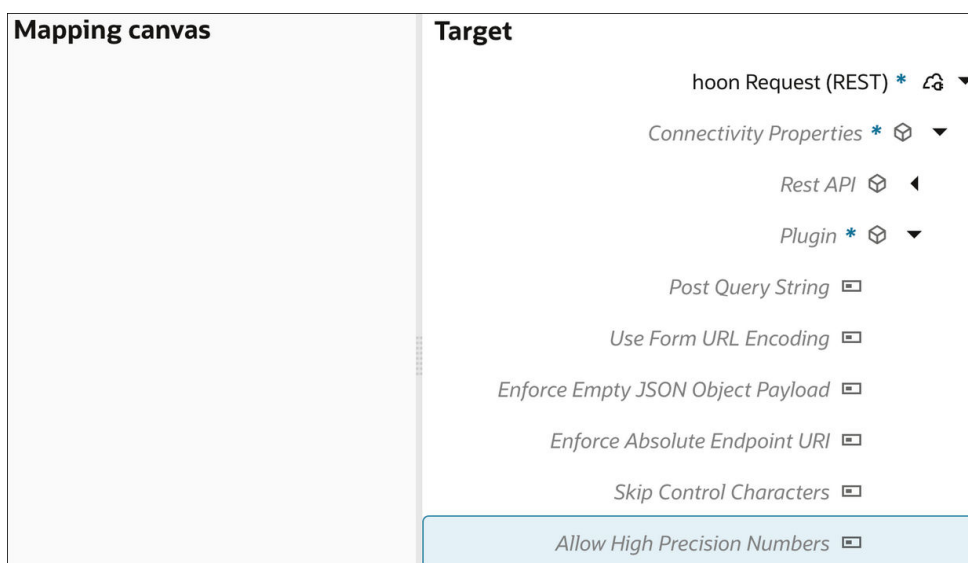 Mapping canvas
Target
hoon Request (REST) *
Connectivity Properties *
Rest API
Plugin *
Post Query String
Use Form URL Encoding
Enforce Empty JSON Object Payload
Enforce Absolute Endpoint URI
Skip Control Characters
Allow High Precision Numbers